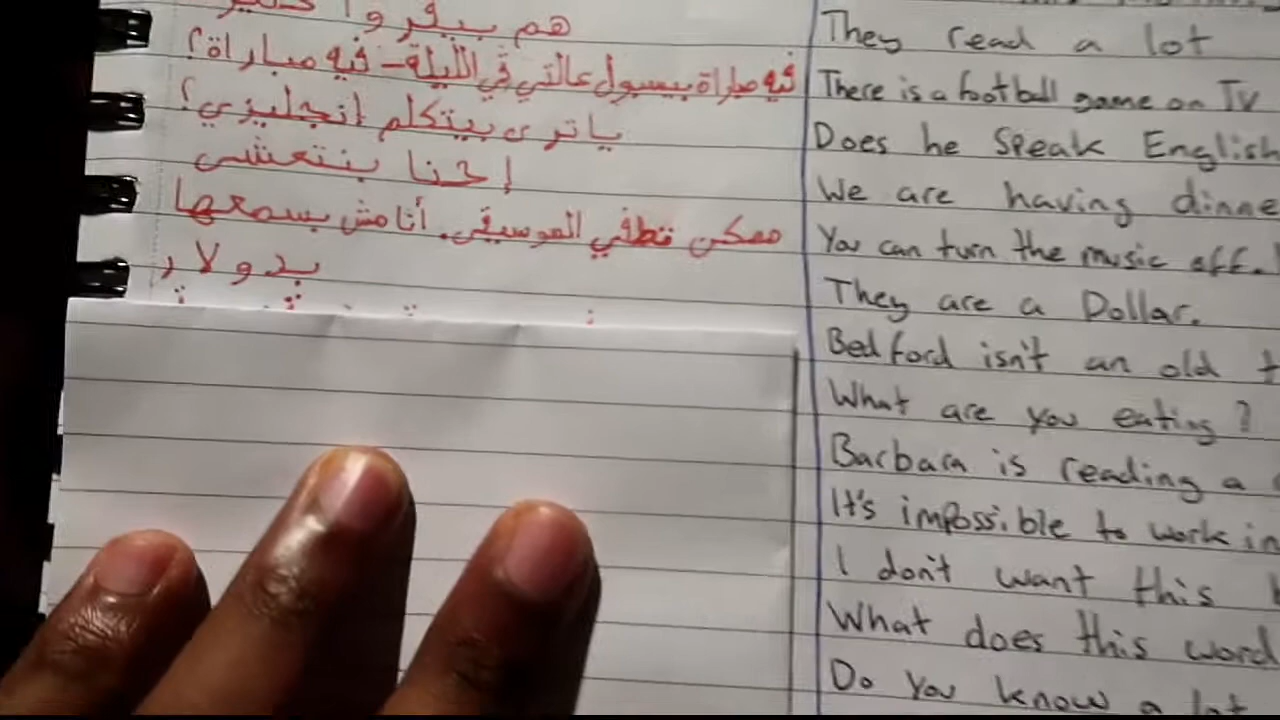 هم بيقروا
فيه مباراة بيسبول عالتي في الليلة - فيه مباراة؟
ياترى بيتكلم انجليزي؟
إحنا بنتعشى
ممكن تطفي الموسيقى. أنا مش بسمعها
بدولار
They read a lot
There is a football game on TV
Does he speak English
We are having dinne
You can turn the music off.
They are a Dollar.
Bedford isn't an old t
What are you eating?
Barbara is reading a
It's impossible to work in
I don't want this
What does this word
Do you know a lot